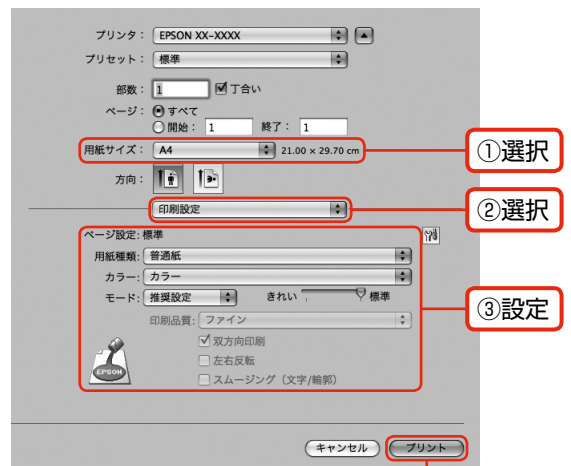 プリンタ： EPSON XX-XXXX
プリセット： 標準
部数： 1 丁合い
ページ： すべて
開始： 1 終了： 1
用紙サイズ： A4 21.00 × 29.70 cm
①選択
方向：
印刷設定
②選択
ページ設定: 標準
用紙種類: 普通紙
カラー: カラー
モード: 推奨設定 きれい 標準
③設定
印刷品質: ファイン
双方向印刷
左右反転
スムージング（文字/輪郭）
EPSON
キャンセル プリント